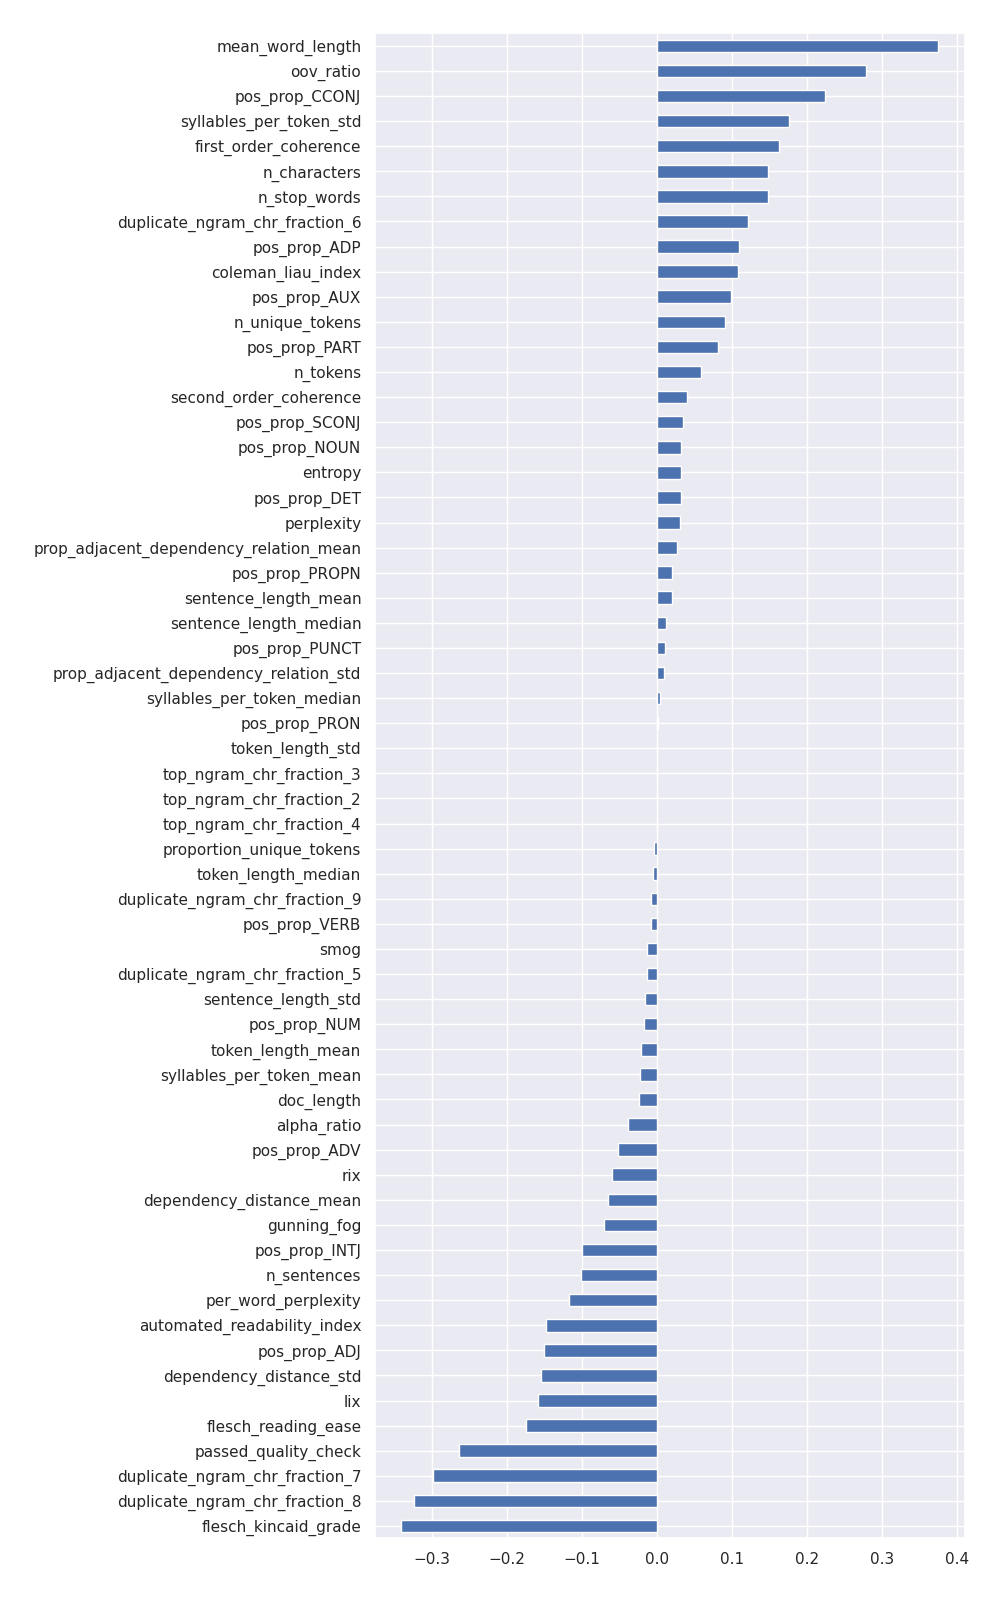 mean_word_length
oov_ratio
pos_prop_CCONJ
syllables_per_token_std
first_order_coherence
n_characters
n_stop_words
duplicate_ngram_chr_fraction_6
pos_prop_ADP
coleman_liau_index
pos_prop_AUX
n_unique_tokens
pos_prop_PART
n_tokens
second_order_coherence
pos_prop_SCONJ
pos_prop_NOUN
entropy
pos_prop_DET
perplexity
prop_adjacent_dependency_relation_mean
pos_prop_PROPN
sentence_length_mean
sentence_length_median
pos_prop_PUNCT
prop_adjacent_dependency_relation_std
syllables_per_token_median
pos_prop_PRON
token_length_std
top_ngram_chr_fraction_3
top_ngram_chr_fraction_2
top_ngram_chr_fraction_4
proportion_unique_tokens
token_length_median
duplicate_ngram_chr_fraction_9
pos_prop_VERB
smog
duplicate_ngram_chr_fraction_5
sentence_length_std
pos_prop_NUM
token_length_mean
syllables_per_token_mean
doc_length
alpha_ratio
pos_prop_ADV
rix
dependency_distance_mean
gunning_fog
pos_prop_INTJ
n_sentences
per_word_perplexity
automated_readability_index
pos_prop_ADJ
dependency_distance_std
lix
flesch_reading_ease
passed_quality_check
duplicate_ngram_chr_fraction_7
duplicate_ngram_chr_fraction_8
flesch_kincaid_grade
−0.3 −0.2 −0.1 0.0 0.1 0.2 0.3 0.4